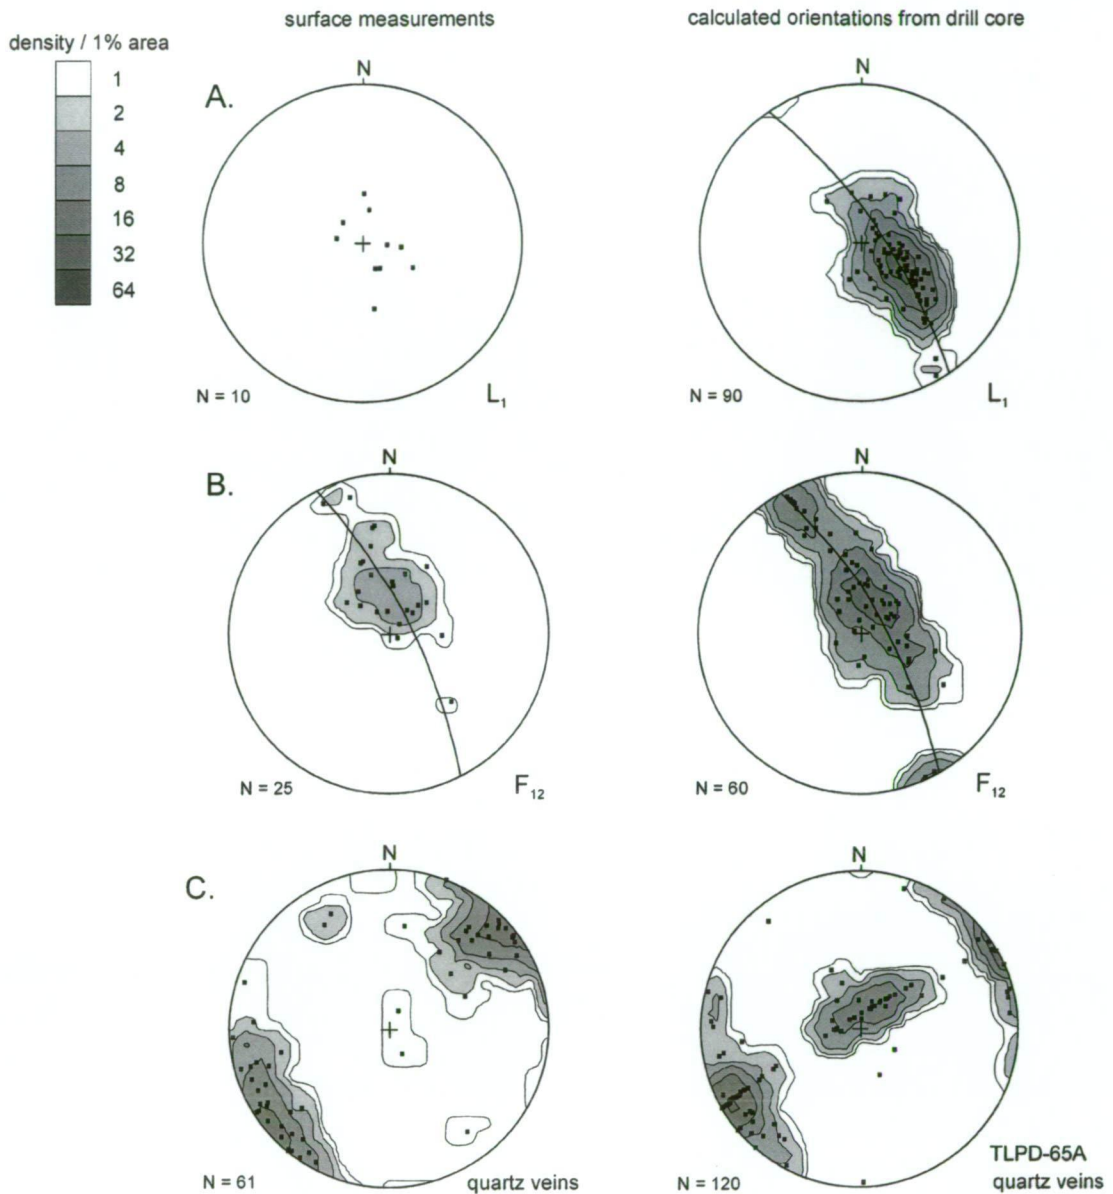 surface measurements
calculated orientations from drill core
density / 1% area
1
2
4
8
16
32
64
A.
N
N = 10
L1
N
N = 90
L1
B.
N
N = 25
F12
N
N = 60
F12
C.
N
N = 61
quartz veins
N
N = 120
TLPD-65A
quartz veins